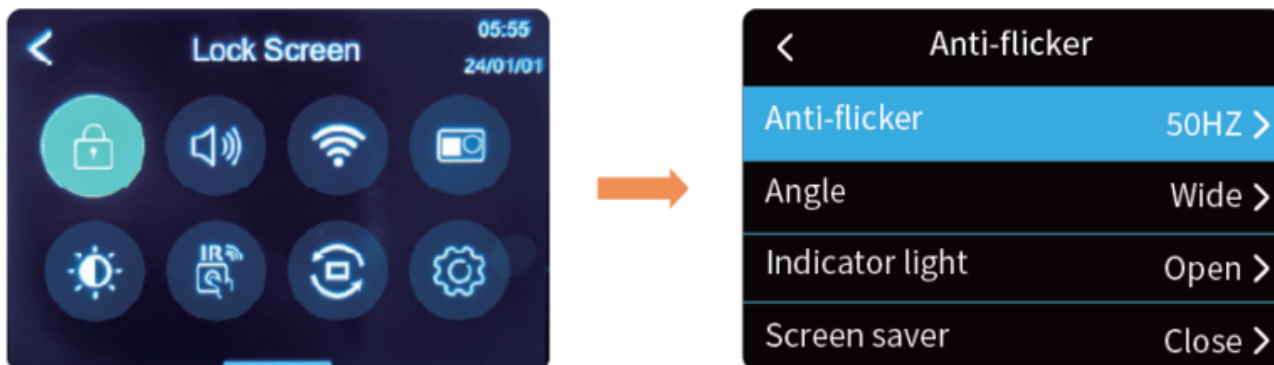 Lock Screen
05:55
24/01/01
IR
Anti-flicker
Anti-flicker 50HZ
Angle Wide
Indicator light Open
Screen saver Close